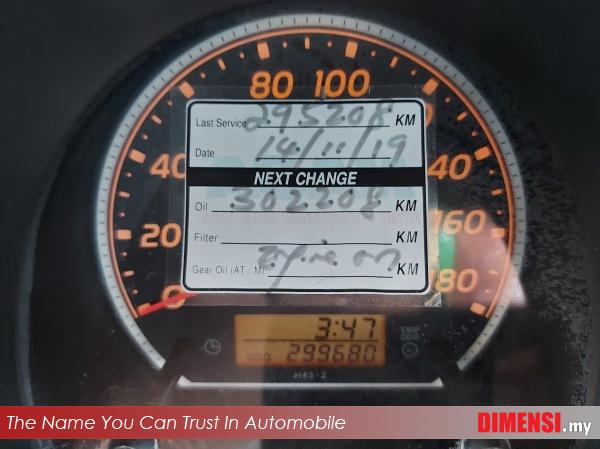 80 100
Last Service 295208 KM
Date 14/11/19
40 NEXT CHANGE 40
Oil 302208 KM
20 Filter KM 160
Gear Oil (AT / M) KM 80
0
3:47 TRIP
ODO
ODO 299680
The Name You Can Trust In Automobile DIMENSI.my